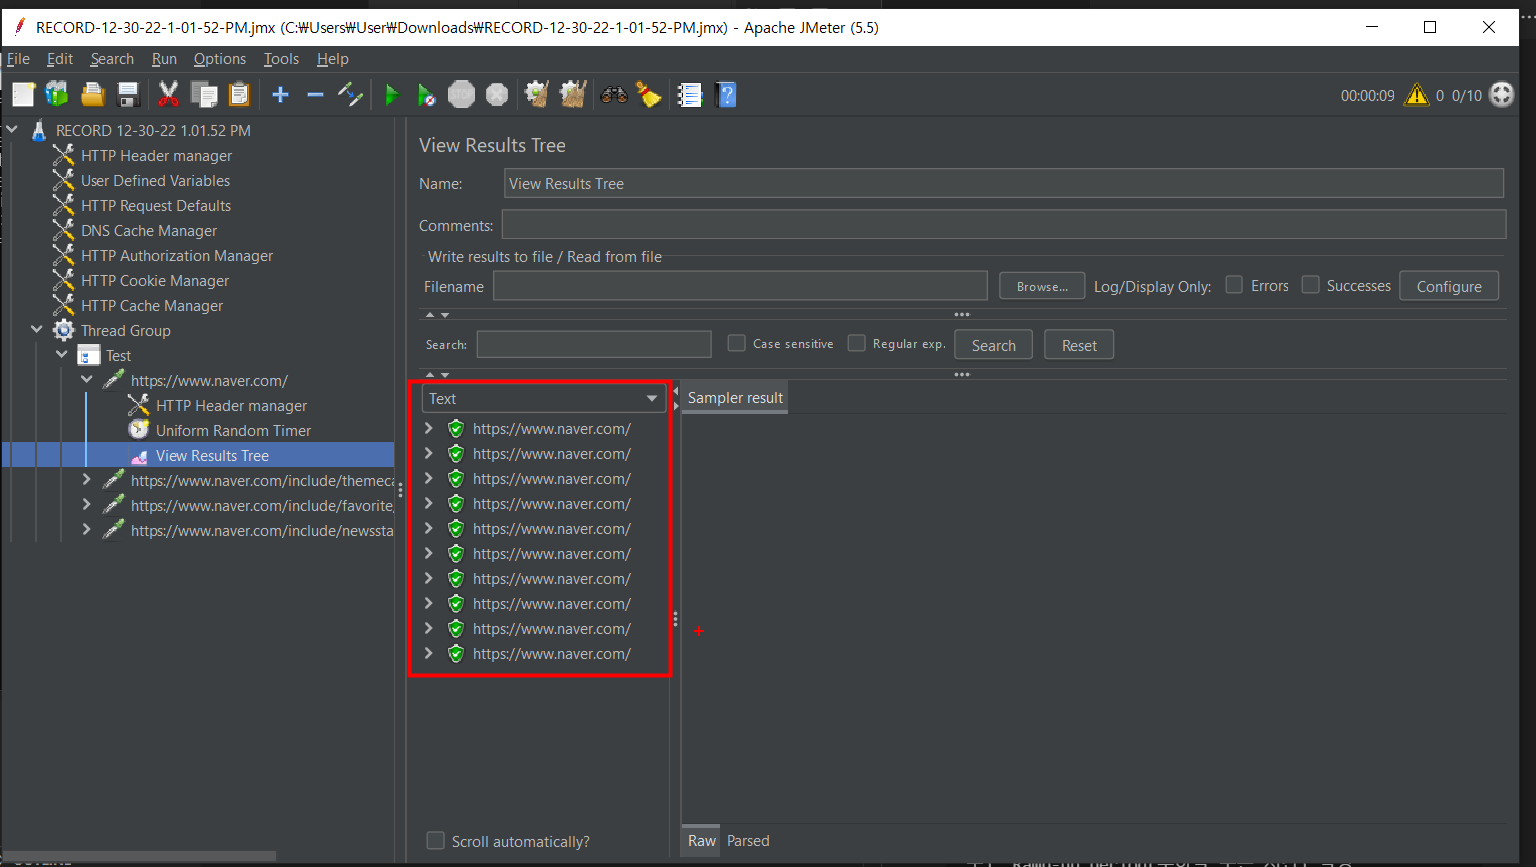 RECORD-12-30-22-1-01-52-PM.jmx (C:₩Users₩User₩Downloads₩RECORD-12-30-22-1-01-52-PM.jmx) - Apache JMeter (5.5)
File Edit Search Run Options Tools Help
00:00:09 0 0/10
RECORD 12-30-22 1.01.52 PM
HTTP Header manager
User Defined Variables
HTTP Request Defaults
DNS Cache Manager
HTTP Authorization Manager
HTTP Cookie Manager
HTTP Cache Manager
Thread Group
Test
https://www.naver.com/
HTTP Header manager
Uniform Random Timer
View Results Tree
https://www.naver.com/include/themeca
https://www.naver.com/include/favorite
https://www.naver.com/include/newssta
View Results Tree
Name: View Results Tree
Comments:
Write results to file / Read from file
Filename Browse... Log/Display Only: Errors Successes Configure
Search: Case sensitive Regular exp. Search Reset
Text
https://www.naver.com/
https://www.naver.com/
https://www.naver.com/
https://www.naver.com/
https://www.naver.com/
https://www.naver.com/
https://www.naver.com/
https://www.naver.com/
https://www.naver.com/
https://www.naver.com/
Scroll automatically?
Sampler result
Raw Parsed